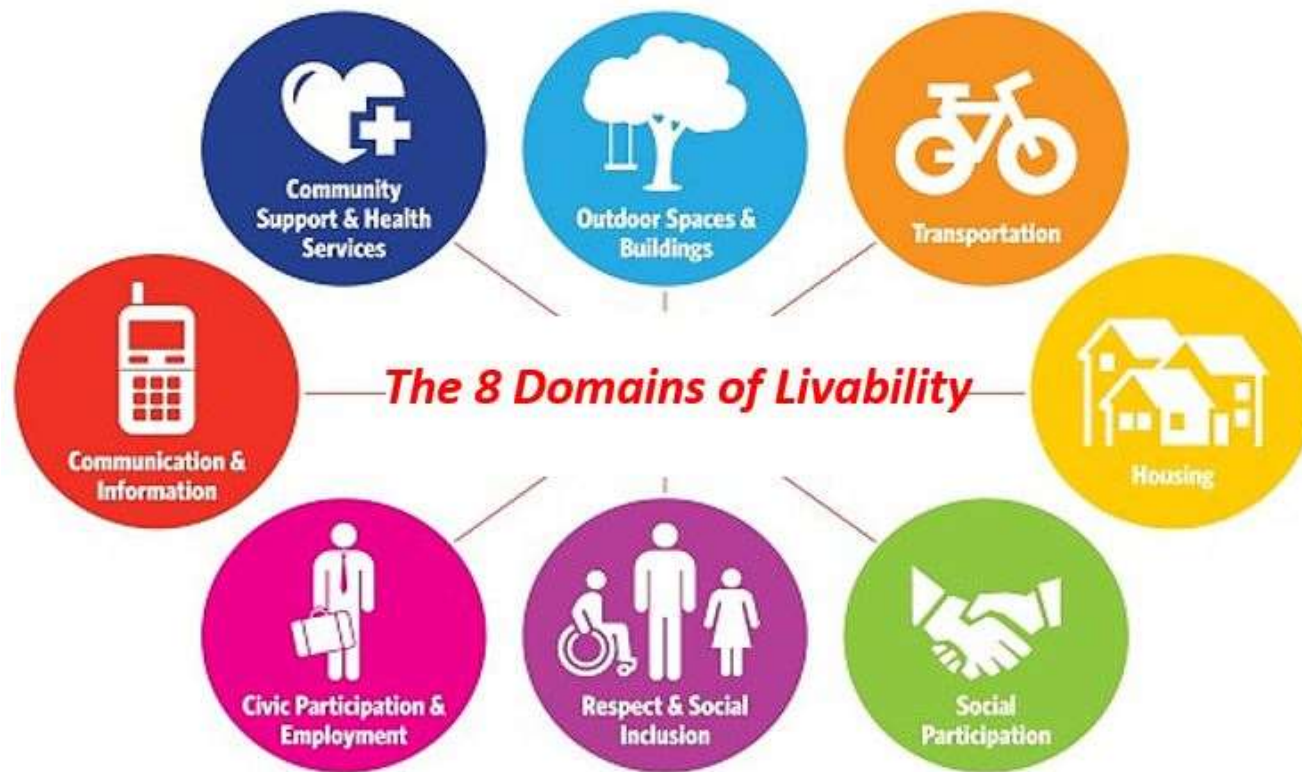 Community
Support & Health
Services
Outdoor Spaces &
Buildings
Transportation
Communication &
Information
The 8 Domains of Livability
Housing
Civic Participation &
Employment
Respect & Social
Inclusion
Social
Participation